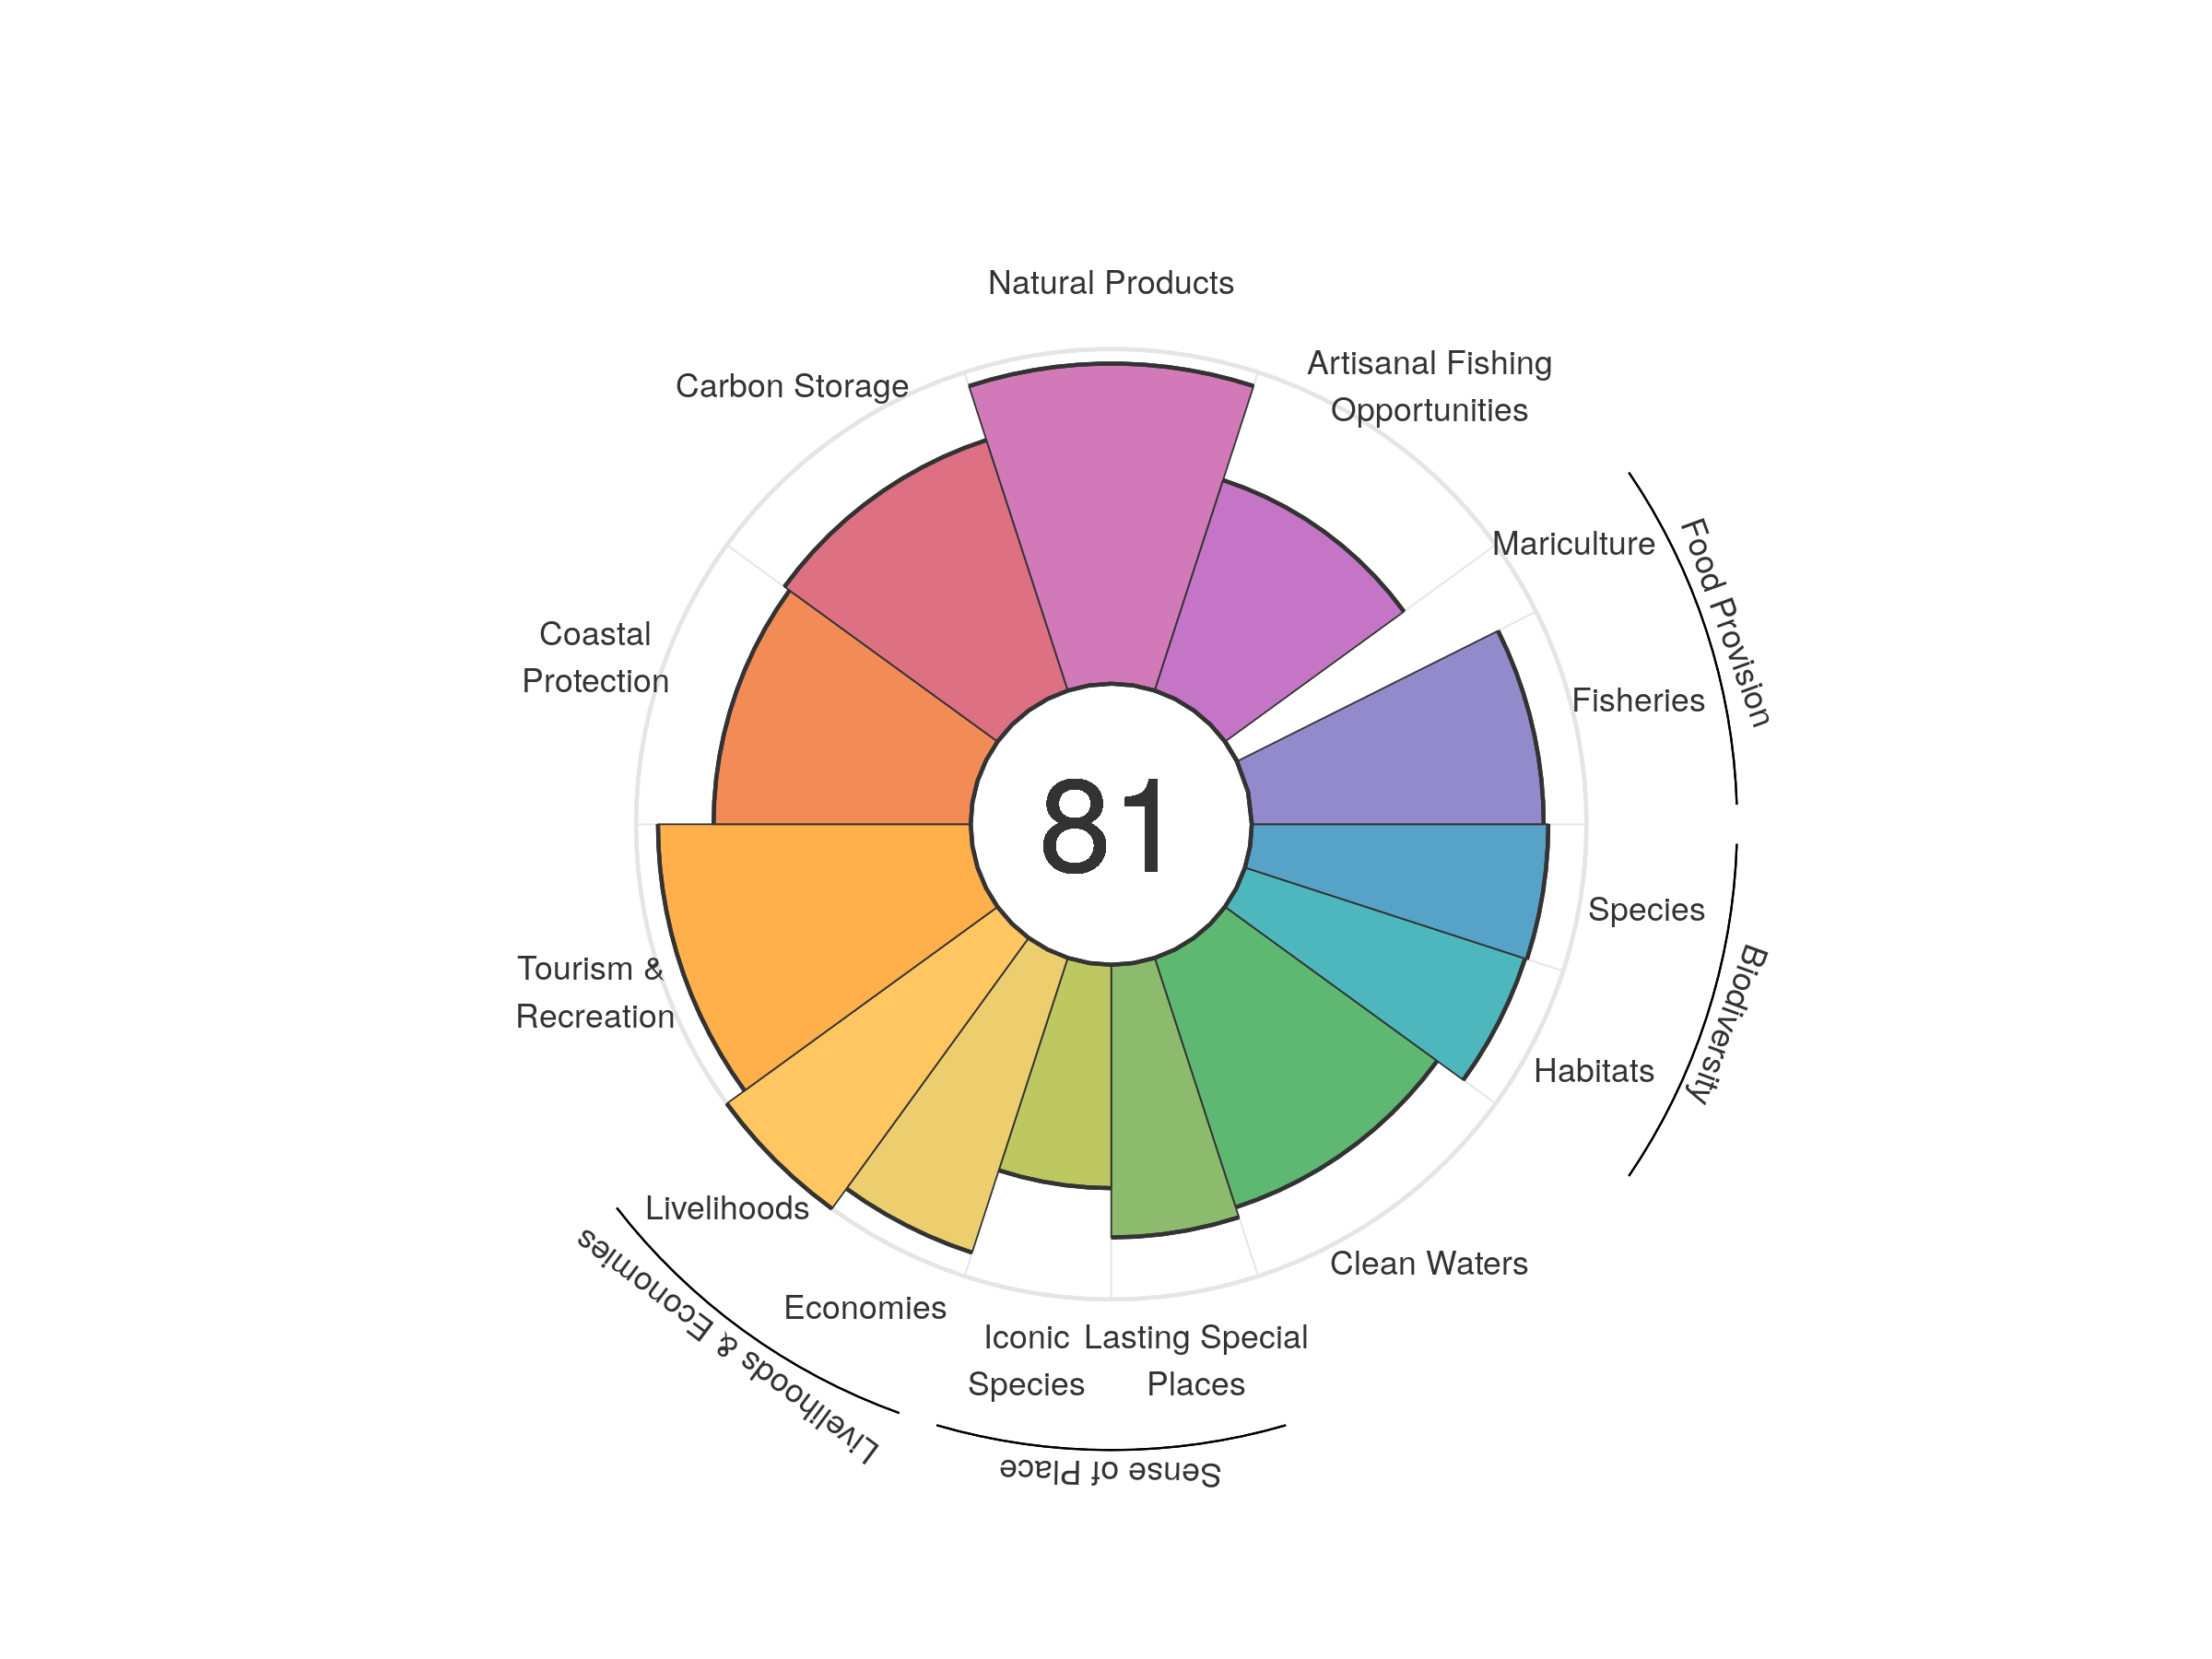 Natural Products
Artisanal Fishing
Opportunities
Carbon Storage
Mariculture
Food Provision
Coastal
Protection
Fisheries
81
Species
Biodiversity
Tourism &
Recreation
Habitats
Livelihoods
Clean Waters
Economies
Livelihoods & Economies
Iconic
Species
Lasting Special
Places
Sense of Place